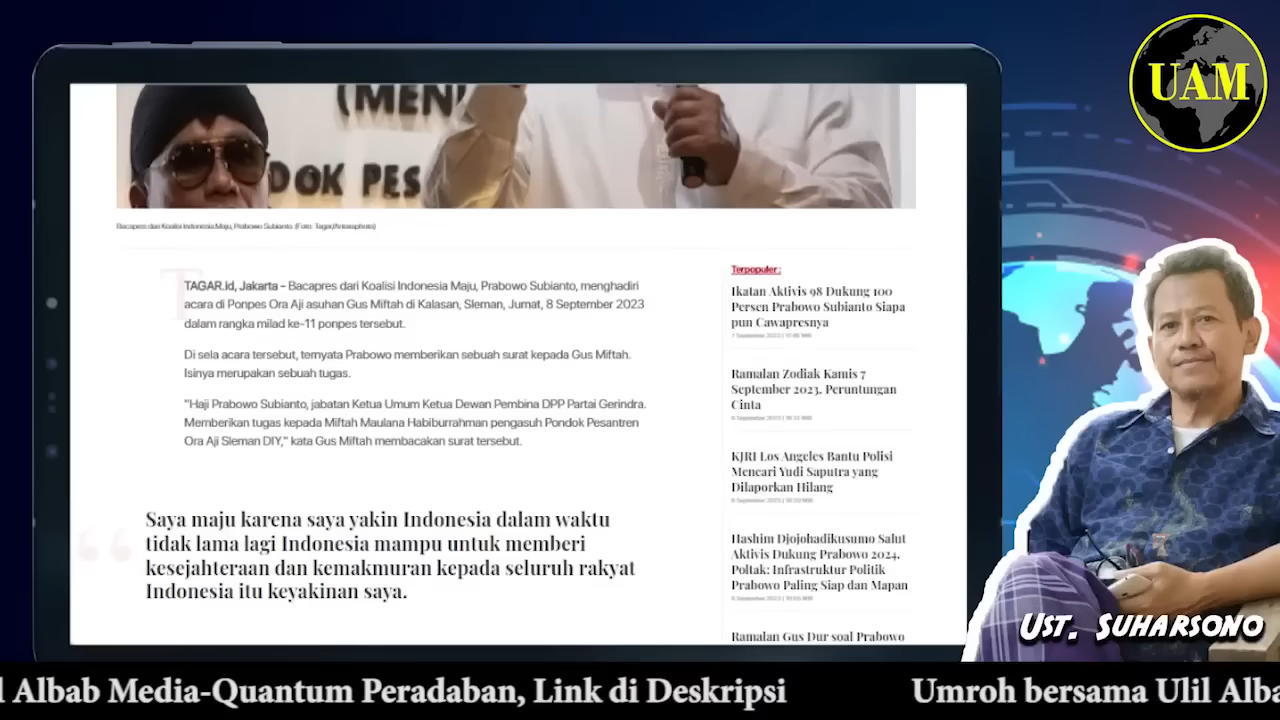 UAM
(MEN
DOK PES
Bacapres dari Koalisi Indonesia Maju, Prabowo Subianto. (Foto: Tagar/Antaraphoto)
TAGAR.id, Jakarta - Bacapres dari Koalisi Indonesia Maju, Prabowo Subianto, menghadiri
acara di Ponpes Ora Aji asuhan Gus Miftah di Kalasan, Sleman, Jumat, 8 September 2023
dalam rangka milad ke-11 ponpes tersebut.
Di sela acara tersebut, ternyata Prabowo memberikan sebuah surat kepada Gus Miftah.
Isinya merupakan sebuah tugas.
"Haji Prabowo Subianto, jabatan Ketua Umum Ketua Dewan Pembina DPP Partai Gerindra.
Memberikan tugas kepada Miftah Maulana Habiburrahman pengasuh Pondok Pesantren
Ora Aji Sleman DIY," kata Gus Miftah membacakan surat tersebut.
Saya maju karena saya yakin Indonesia dalam waktu
tidak lama lagi Indonesia mampu untuk memberi
kesejahteraan dan kemakmuran kepada seluruh rakyat
Indonesia itu keyakinan saya.
Terpopuler :
Ikatan Aktivis 98 Dukung 100
Persen Prabowo Subianto Siapa
pun Cawapresnya
Ramalan Zodiak Kamis 7
September 2023, Peruntungan
Cinta
KJRI Los Angeles Bantu Polisi
Mencari Yudi Saputra yang
Dilaporkan Hilang
Hashim Djojohadikusumo Salut
Aktivis Dukung Prabowo 2024,
Poltak: Infrastruktur Politik
Prabowo Paling Siap dan Mapan
Ramalan Gus Dur soal Prabowo
Ust. Suharsono
l Albab Media-Quantum Peradaban, Link di Deskripsi
Umroh bersama Ulil Alba